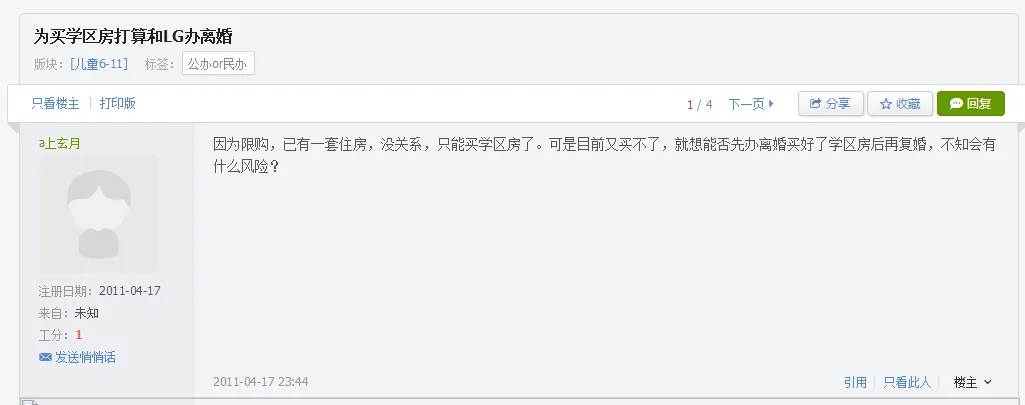 为买学区房打算和LG办离婚
版块：[儿童6-11] 标签： 公办or民办
只看楼主 | 打印版 1 / 4 下一页 分享 收藏 回复
a上玄月
因为限购，已有一套住房，没关系，只能买学区房了。可是目前又买不了，就想能否先办离婚买好了学区房后再复婚，不知会有
什么风险？
注册日期：2011-04-17
来自：未知
工分：1
发送悄悄话
2011-04-17 23:44 引用 | 只看此人 | 楼主